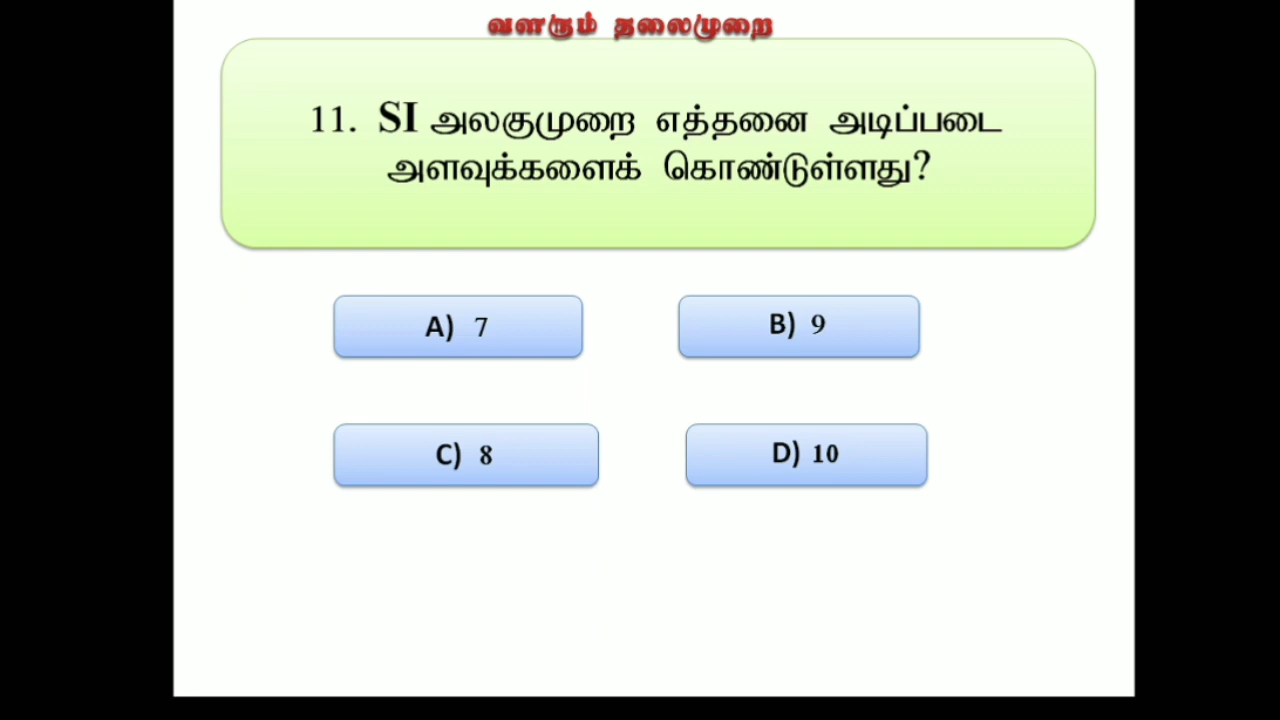 வளரும் தலைமுறை
11. SI அலகுமுறை எத்தனை அடிப்படை
அளவுக்களைக் கொண்டுள்ளது?
A) 7
B) 9
C) 8
D) 10